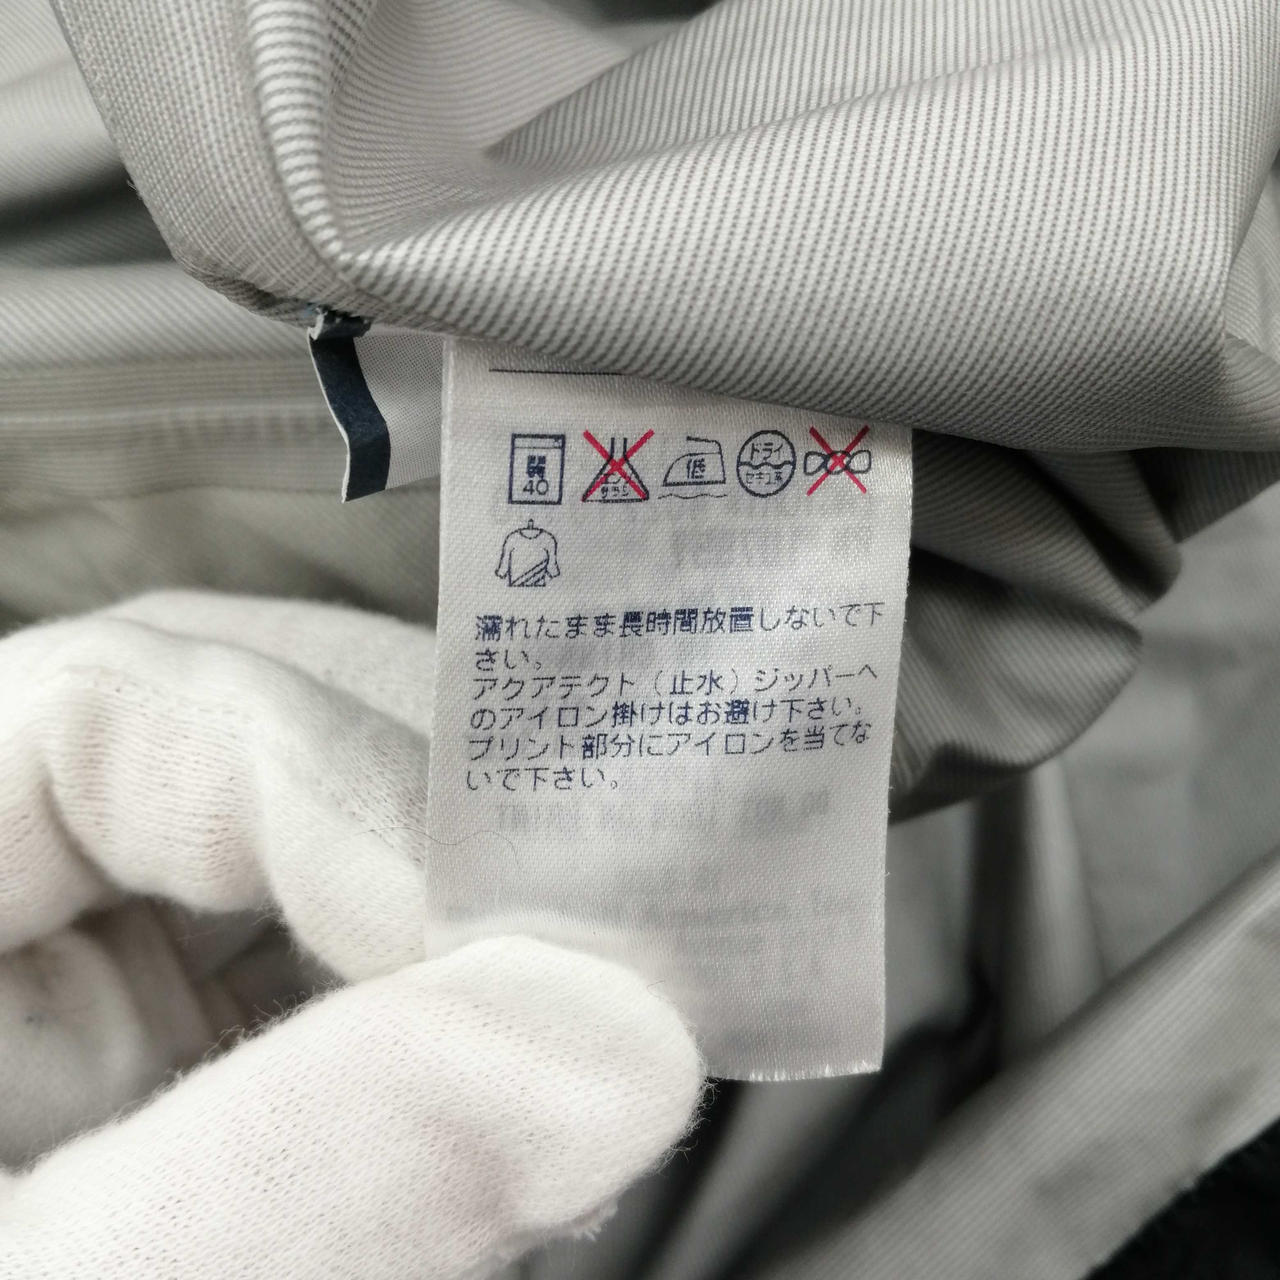 40
低
ドライ
セキユ系
濡れたまま長時間放置しないで下
さい。
アクアテクト（止水）ジッパーへ
のアイロン掛けはお避け下さい。
プリント部分にアイロンを当てな
いで下さい。